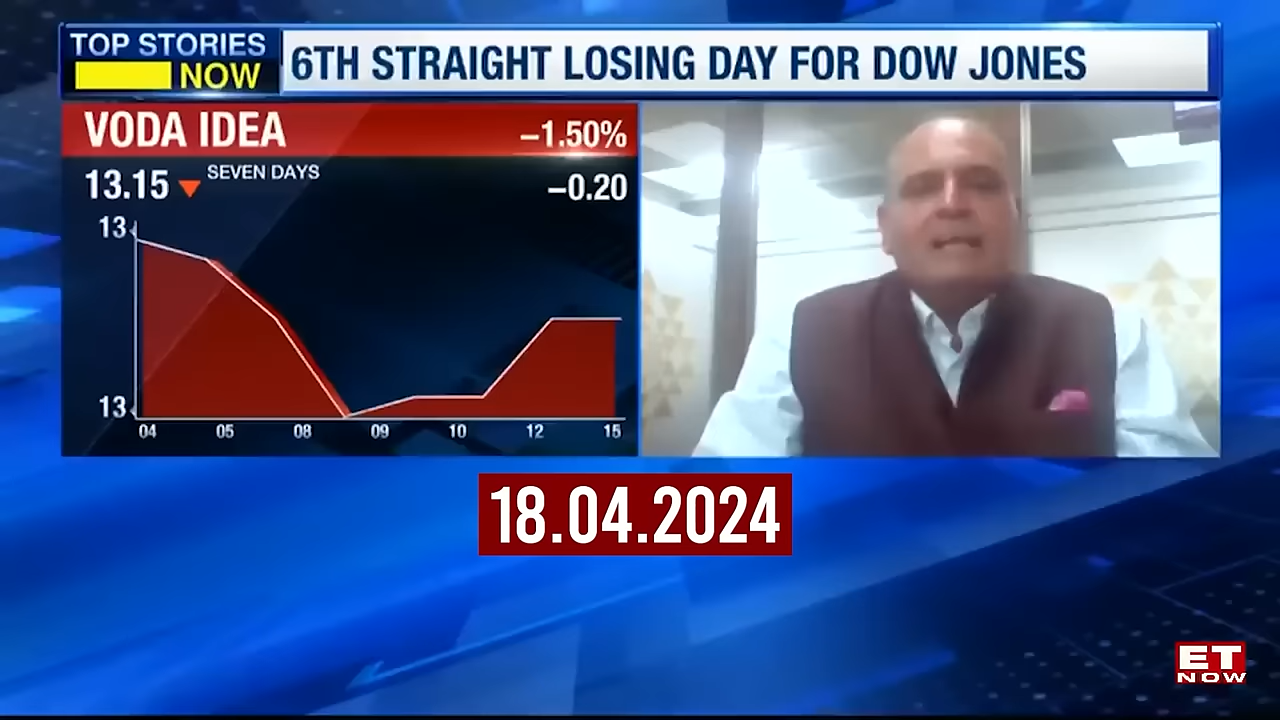 TOP STORIES
NOW
6TH STRAIGHT LOSING DAY FOR DOW JONES
VODA IDEA
–1.50%
13.15
SEVEN DAYS
–0.20
13
13
04 05 08 09 10 12 15
18.04.2024
ET
NOW